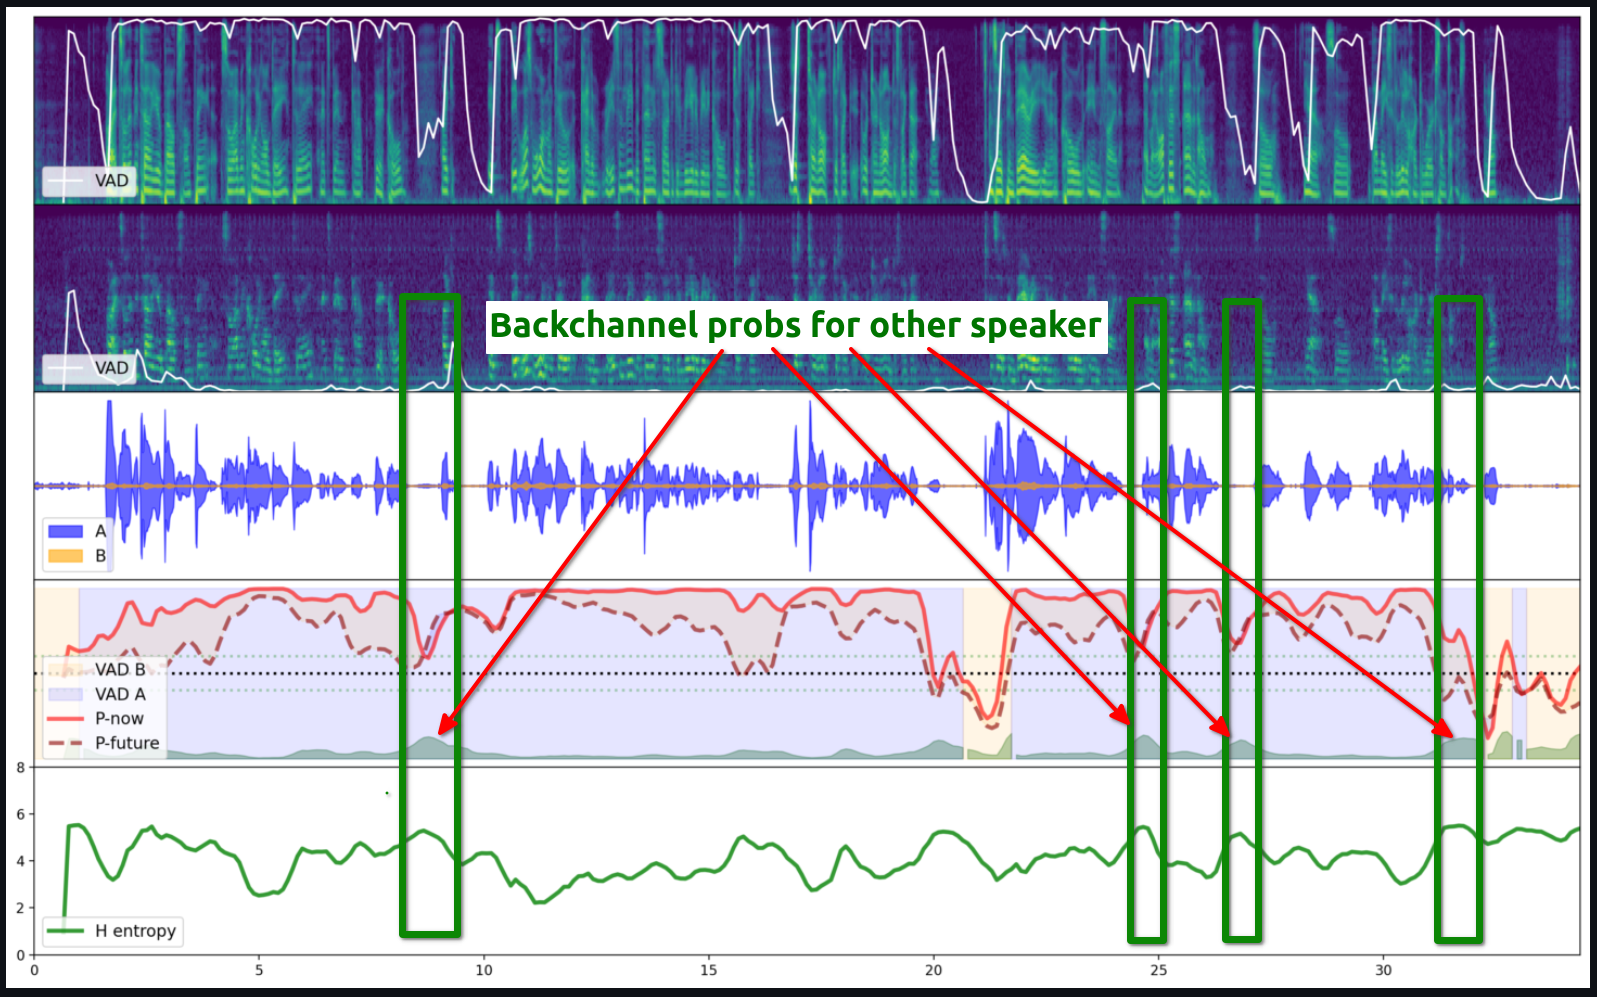 VAD
Backchannel probs for other speaker
VAD
A
B
VAD B
VAD A
P-now
P-future
8
6
4
2
0
H entropy
0 5 10 15 20 25 30